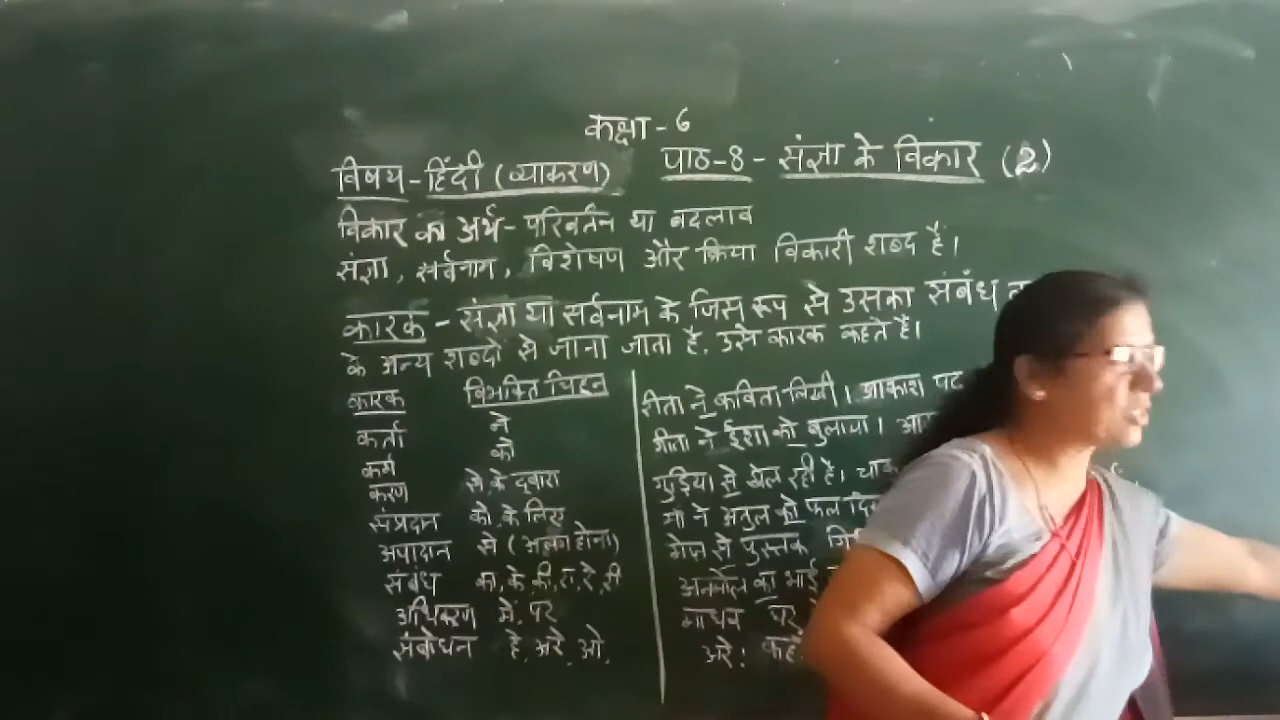 कक्षा-6
विषय-हिंदी (व्याकरण) पाठ-8 - संज्ञा के विकार (2)
विकार का अर्थ - परिवर्तन या बदलाव
संज्ञा, सर्वनाम, विशेषण और क्रिया विकारी शब्द हैं।
कारक - संज्ञा या सर्वनाम के जिस रूप से उसका संबंध
के अन्य शब्दों से जाना जाता है, उसे कारक कहते हैं।
कारक विभक्ति चिह्न
कर्ता ने
कर्म को
करण से, के द्वारा
संप्रदान को, के लिए
अपादान से (अलग होना)
संबंध का, के, की, रा, रे, री
अधिकरण में, पर
संबोधन हे, अरे, ओ,
रीता ने कविता लिखी। आकाश
गीता ने ईशा को बुलाया।
गुड़िया से खेल रही है।
माँ ने अतुल को फल
मेज़ से पुस्तक
अनमोल का भाई
माधव घर
अरे!